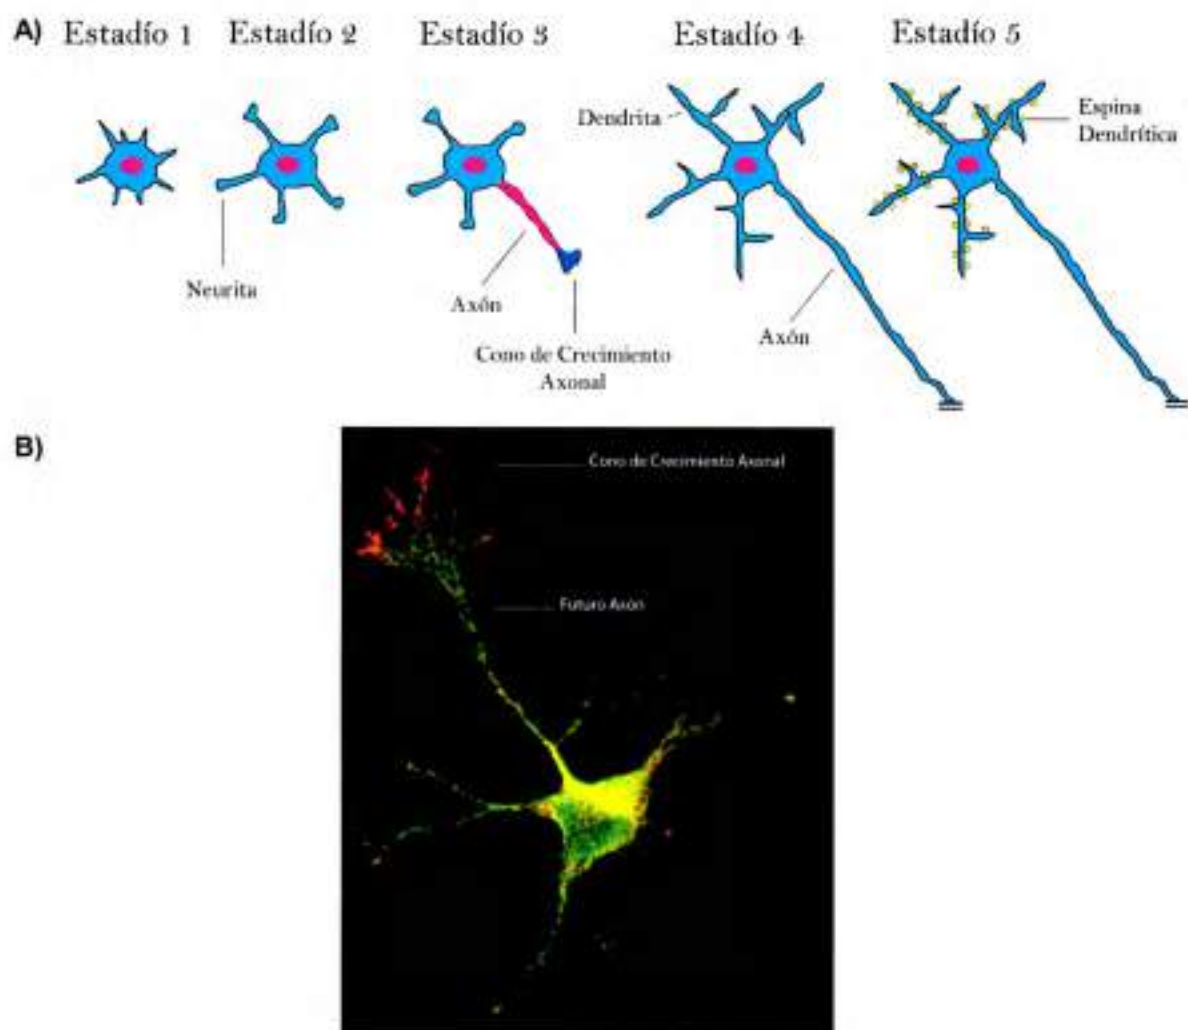 A) Estadío 1 Estadío 2 Estadío 3 Estadío 4 Estadío 5
Dendrita
Espina
Dendrítica
Neurita
Axón
Axón
Cono de Crecimiento
Axonal
B)
Cono de Crecimiento Axonal
Futuro Axón